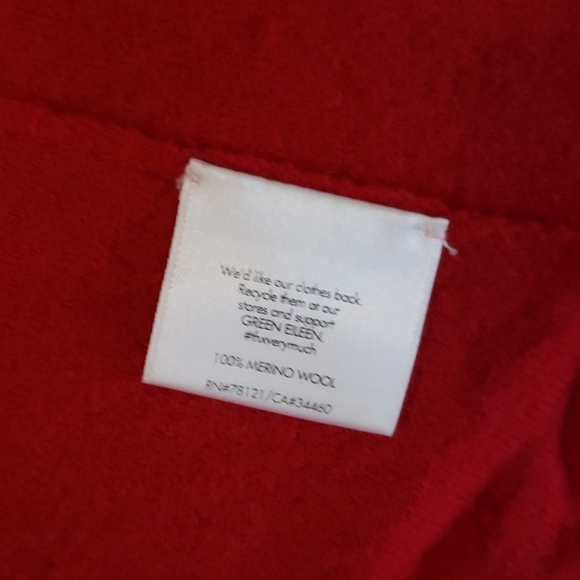 We'd like our clothes back.
Recycle them at our
stores and support
GREEN EILEEN.
#thxverymuch
100% MERINO WOOL
RN#78121/CA#34460